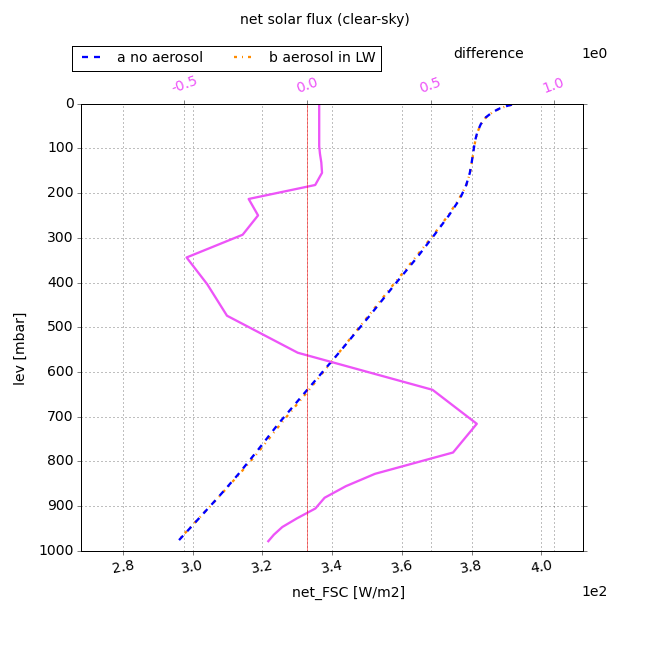 net solar flux (clear-sky)
a no aerosol b aerosol in LW difference 1e0
-0.5 0.0 0.5 1.0
0
100
200
300
400
500
600
700
800
900
1000
lev [mbar]
2.8 3.0 3.2 3.4 3.6 3.8 4.0
net_FSC [W/m2] 1e2